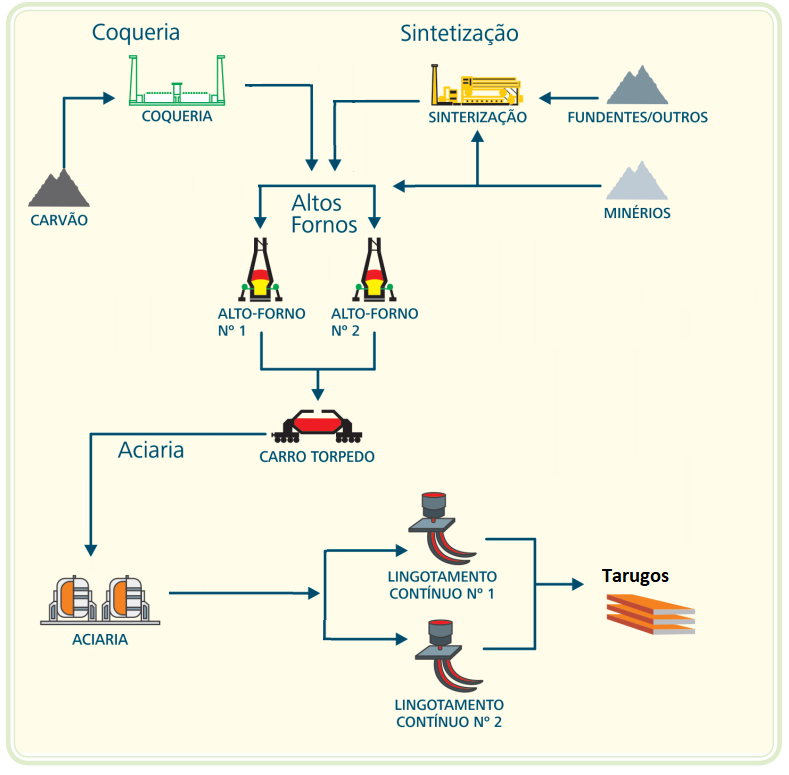 Coqueria
Sintetização
COQUERIA
SINTERIZAÇÃO
FUNDENTES/OUTROS
CARVÃO
MINÉRIOS
Altos
Fornos
ALTO-FORNO
Nº 1
ALTO-FORNO
Nº 2
Aciaria
CARRO TORPEDO
LINGOTAMENTO
CONTÍNUO Nº 1
Tarugos
ACIARIA
LINGOTAMENTO
CONTÍNUO Nº 2